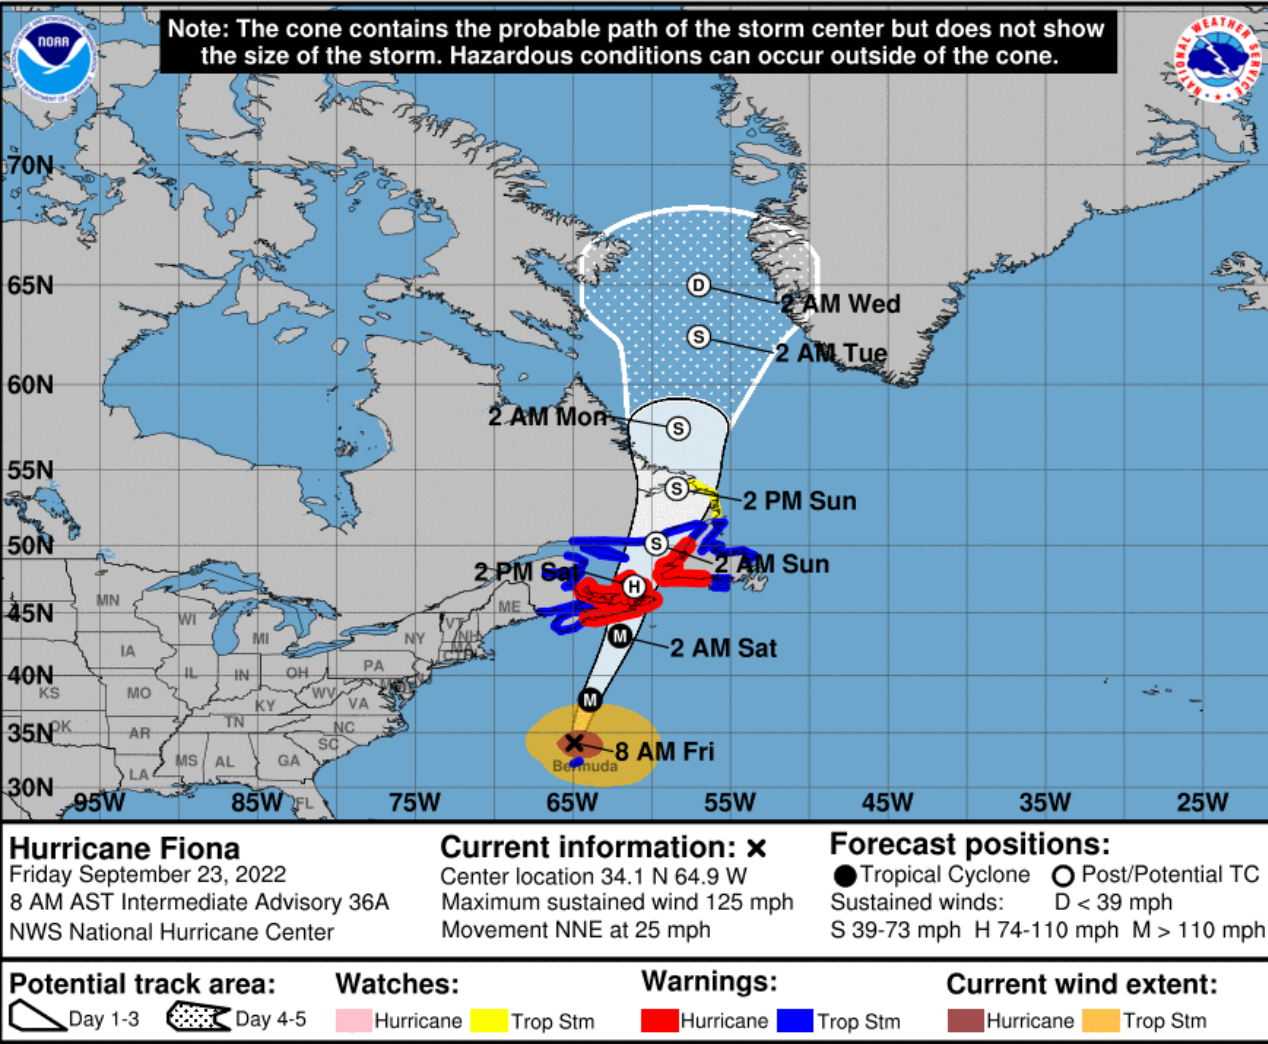 Note: The cone contains the probable path of the storm center but does not show
the size of the storm. Hazardous conditions can occur outside of the cone.
NOAA
NATIONAL WEATHER SERVICE
70N
65N
60N
55N
50N
45N
40N
35N
30N
95W
85W
75W
65W
55W
45W
35W
25W
D
2 AM Wed
S
2 AM Tue
2 AM Mon
S
S
2 PM Sun
S
2 AM Sun
2 PM Sat
H
M
2 AM Sat
M
8 AM Fri
Bermuda
MN
WI
MI
IA
IL
IN
OH
PA
NY
VT
NH
MA
CT
ME
KS
MO
KY
WV
VA
OK
AR
TN
NC
SC
MS
AL
GA
LA
FL
Hurricane Fiona
Friday September 23, 2022
8 AM AST Intermediate Advisory 36A
NWS National Hurricane Center
Current information: ×
Center location 34.1 N 64.9 W
Maximum sustained wind 125 mph
Movement NNE at 25 mph
Forecast positions:
Tropical Cyclone Post/Potential TC
Sustained winds: D < 39 mph
S 39-73 mph H 74-110 mph M > 110 mph
Potential track area:
Day 1-3 Day 4-5
Watches:
Hurricane Trop Stm
Warnings:
Hurricane Trop Stm
Current wind extent:
Hurricane Trop Stm